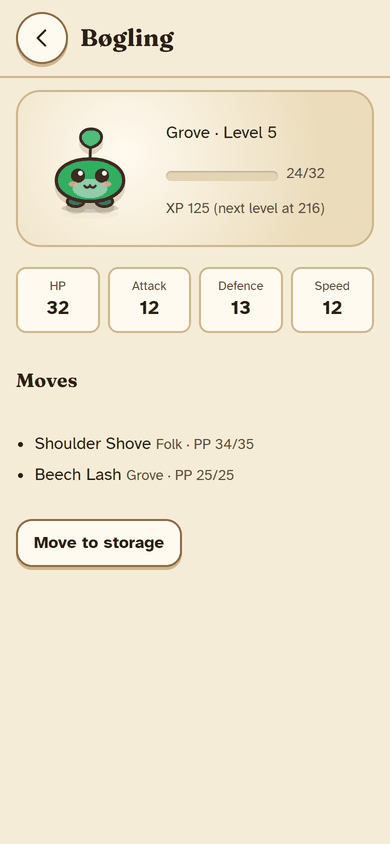 Bøgling
Grove · Level 5
24/32
XP 125 (next level at 216)
HP
32
Attack
12
Defence
13
Speed
12
Moves
• Shoulder Shove Folk · PP 34/35
• Beech Lash Grove · PP 25/25
Move to storage